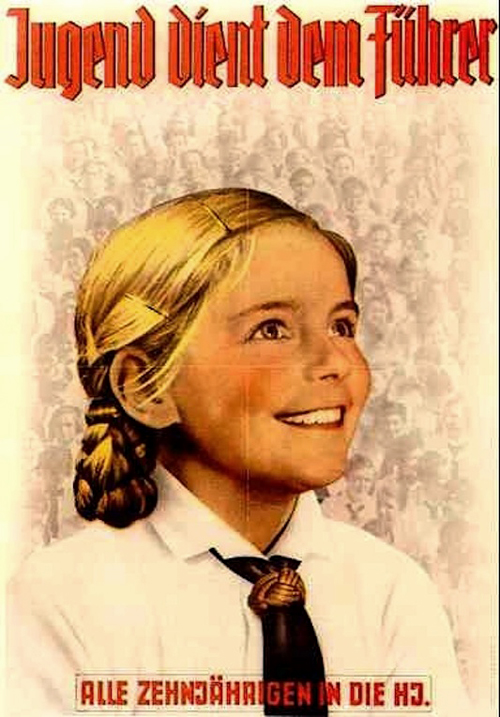 Jugend dient dem Führer
ALLE ZEHNJÄHRIGEN IN DIE HJ.